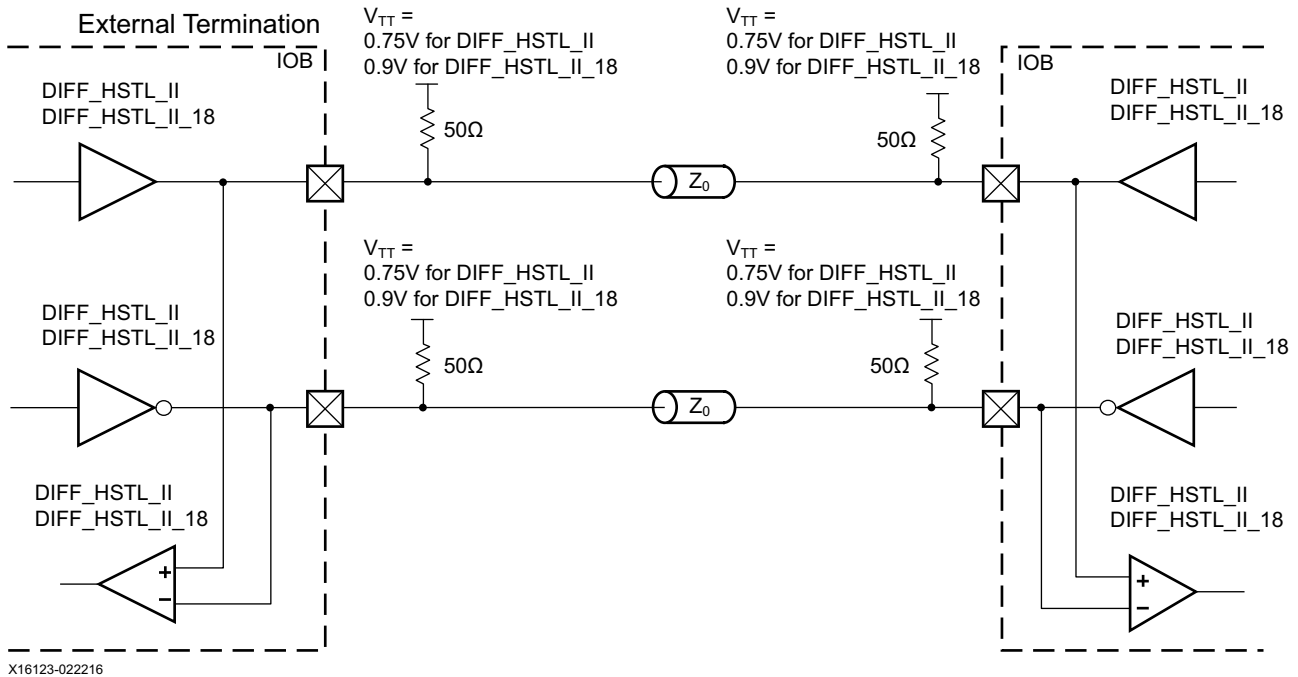 External Termination
IOB
DIFF_HSTL_II
DIFF_HSTL_II_18
V_TT =
0.75V for DIFF_HSTL_II
0.9V for DIFF_HSTL_II_18
50Ω
V_TT =
0.75V for DIFF_HSTL_II
0.9V for DIFF_HSTL_II_18
50Ω
IOB
DIFF_HSTL_II
DIFF_HSTL_II_18
Z_0
DIFF_HSTL_II
DIFF_HSTL_II_18
V_TT =
0.75V for DIFF_HSTL_II
0.9V for DIFF_HSTL_II_18
50Ω
V_TT =
0.75V for DIFF_HSTL_II
0.9V for DIFF_HSTL_II_18
50Ω
DIFF_HSTL_II
DIFF_HSTL_II_18
Z_0
DIFF_HSTL_II
DIFF_HSTL_II_18
+
–
DIFF_HSTL_II
DIFF_HSTL_II_18
+
–
X16123-022216